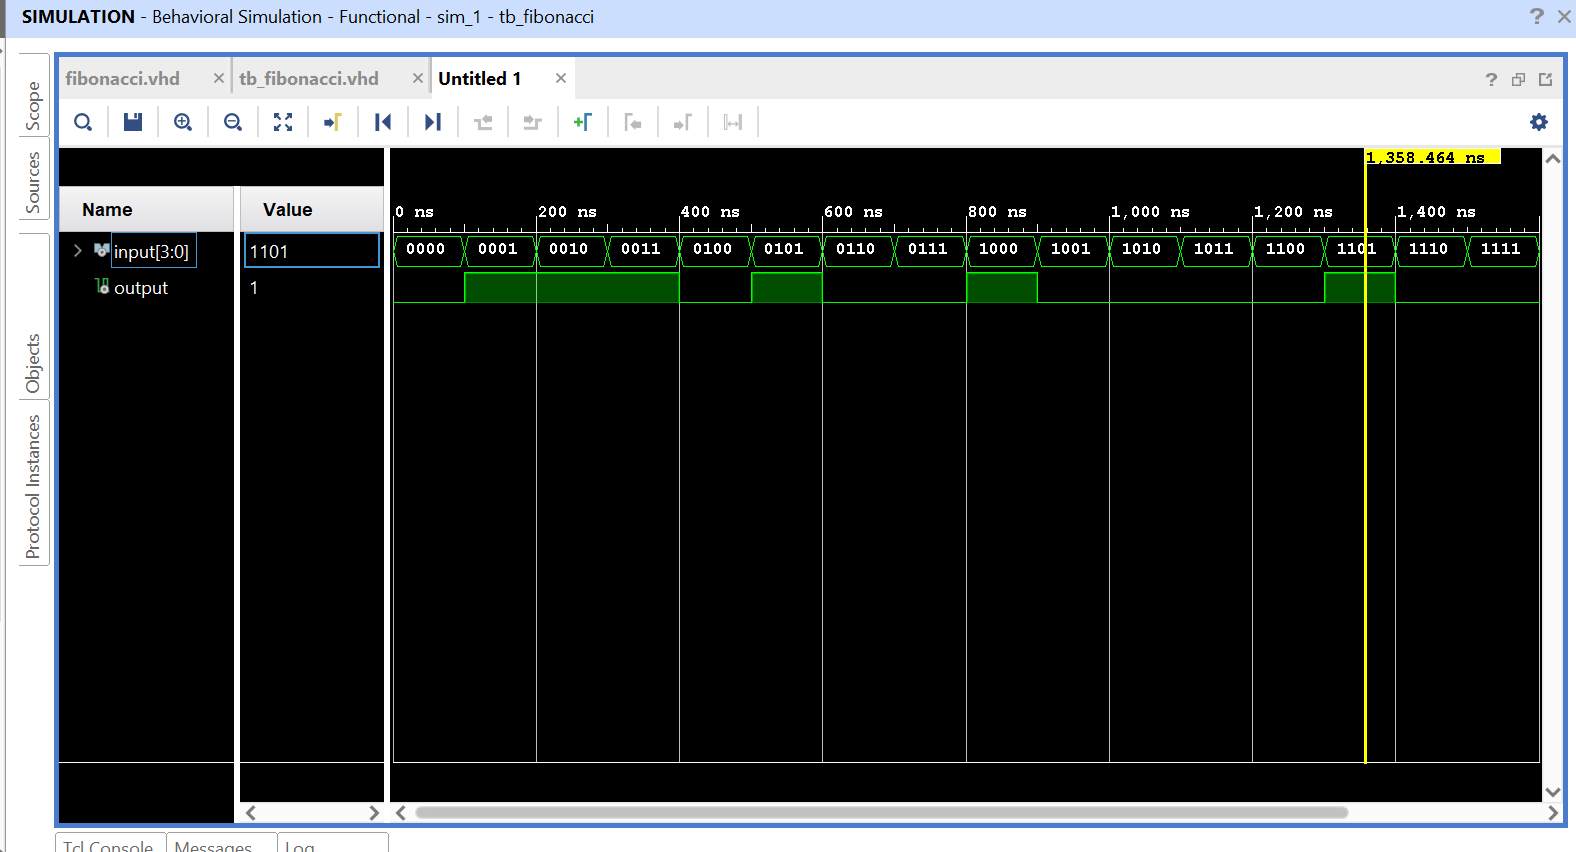 SIMULATION - Behavioral Simulation - Functional - sim_1 - tb_fibonacci
Scope
Sources
Objects
Protocol Instances
fibonacci.vhd
tb_fibonacci.vhd
Untitled 1
1,358.464 ns
Name
Value
0 ns 200 ns 400 ns 600 ns 800 ns 1,000 ns 1,200 ns 1,400 ns
input[3:0] 1101 0000 0001 0010 0011 0100 0101 0110 0111 1000 1001 1010 1011 1100 1101 1110 1111
output 1
Tcl Console Messages Log